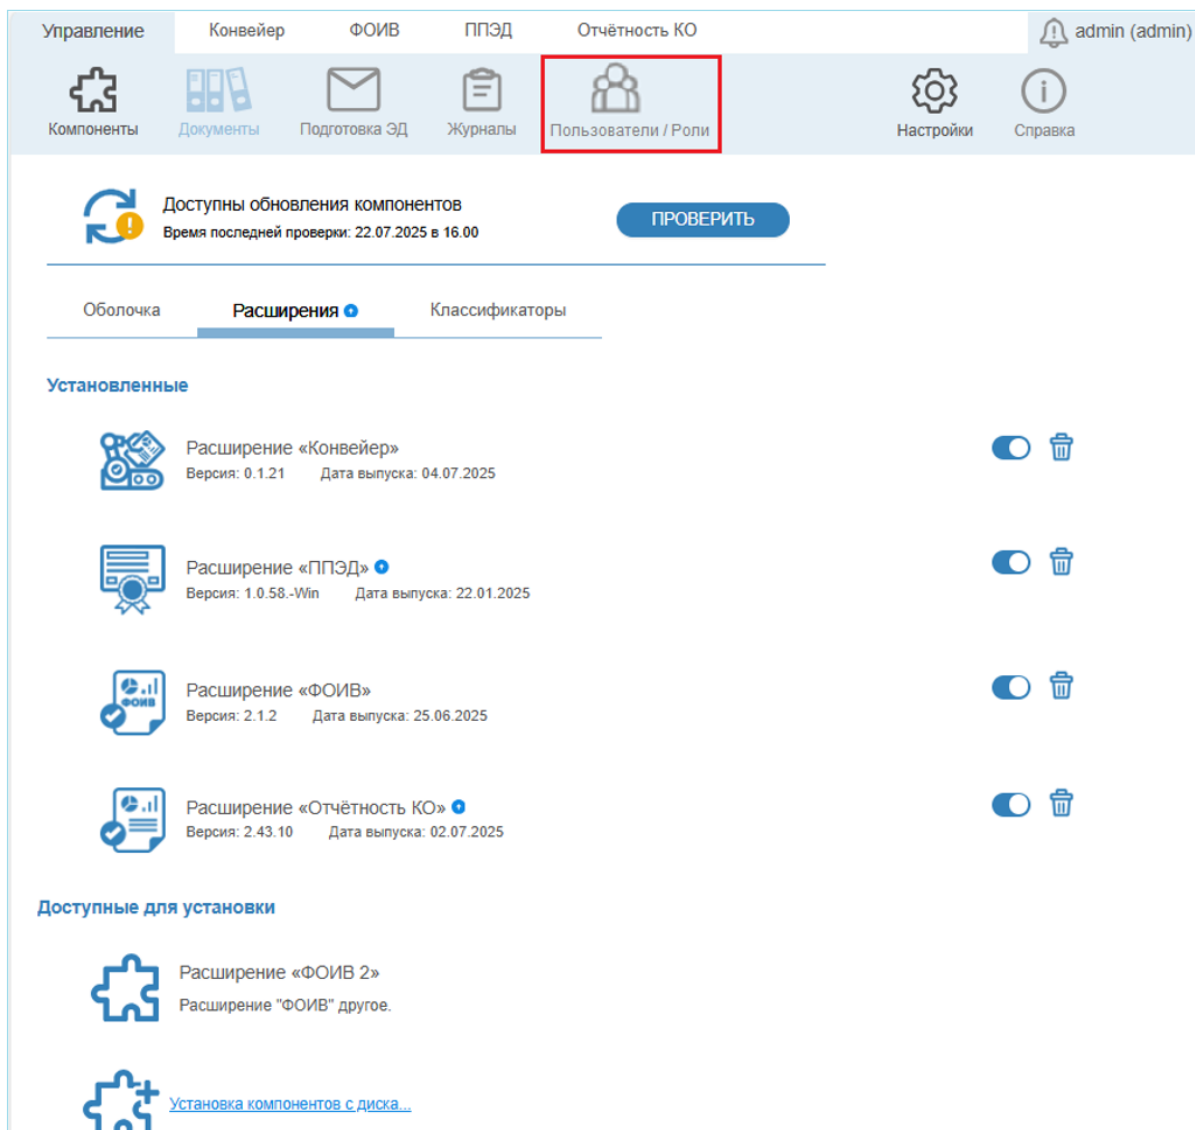 Управление Конвейер ФОИВ ППЭД Отчётность КО admin (admin)
Компоненты Документы Подготовка ЭД Журналы Пользователи / Роли Настройки Справка
Доступны обновления компонентов
Время последней проверки: 22.07.2025 в 16.00
ПРОВЕРИТЬ
Оболочка Расширения Классификаторы
Установленные
Расширение «Конвейер»
Версия: 0.1.21 Дата выпуска: 04.07.2025
Расширение «ППЭД»
Версия: 1.0.58.-Win Дата выпуска: 22.01.2025
ФОИВ
Расширение «ФОИВ»
Версия: 2.1.2 Дата выпуска: 25.06.2025
Расширение «Отчётность КО»
Версия: 2.43.10 Дата выпуска: 02.07.2025
Доступные для установки
Расширение «ФОИВ 2»
Расширение "ФОИВ" другое.
Установка компонентов с диска...